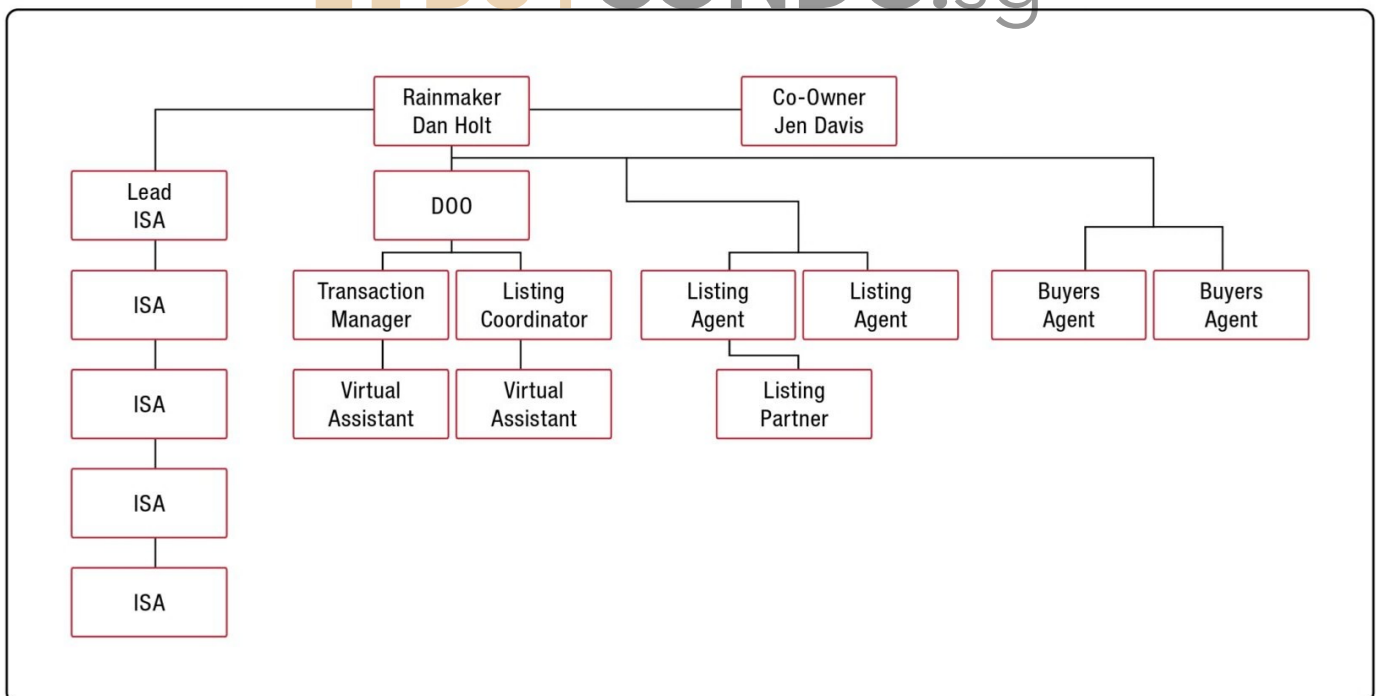 Rainmaker
Dan Holt
Co-Owner
Jen Davis
Lead
ISA
DOO
ISA
Transaction
Manager
Listing
Coordinator
Listing
Agent
Listing
Agent
Buyers
Agent
Buyers
Agent
ISA
Virtual
Assistant
Virtual
Assistant
Listing
Partner
ISA
ISA